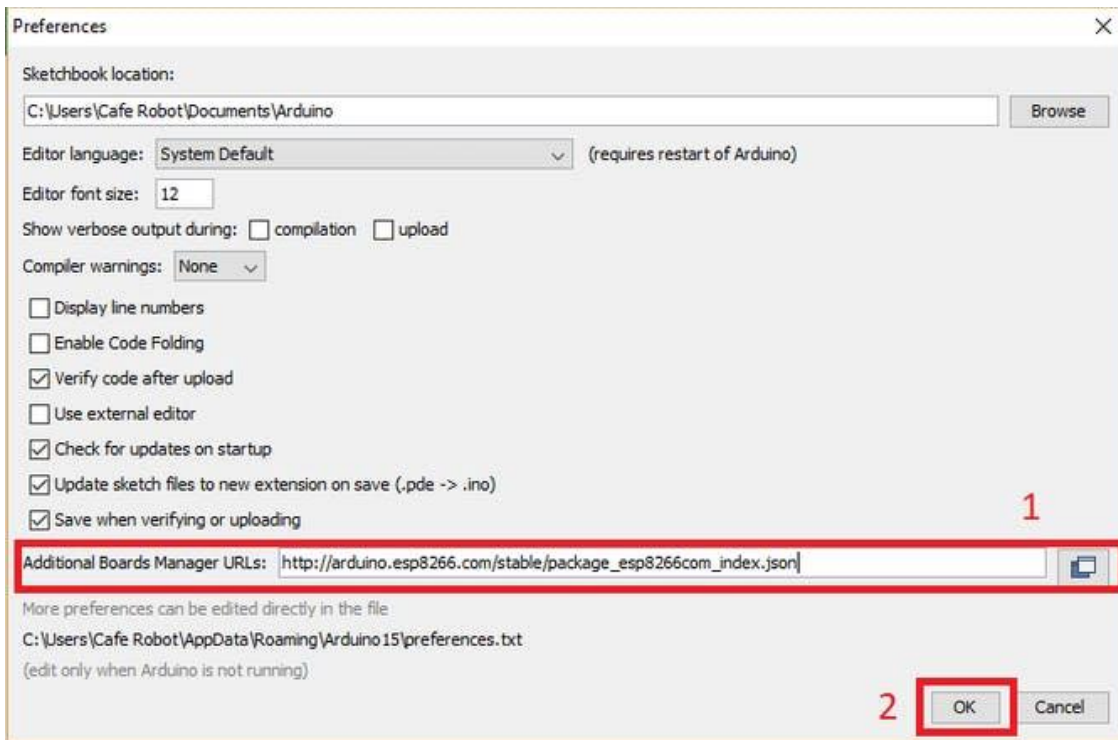 Preferences
Sketchbook location:
C:\Users\Cafe Robot\Documents\Arduino Browse
Editor language: System Default (requires restart of Arduino)
Editor font size: 12
Show verbose output during: compilation upload
Compiler warnings: None
Display line numbers
Enable Code Folding
Verify code after upload
Use external editor
Check for updates on startup
Update sketch files to new extension on save (.pde -> .ino)
Save when verifying or uploading
1
Additional Boards Manager URLs: http://arduino.esp8266.com/stable/package_esp8266com_index.json
More preferences can be edited directly in the file
C:\Users\Cafe Robot\AppData\Roaming\Arduino15\preferences.txt
(edit only when Arduino is not running)
2 OK Cancel